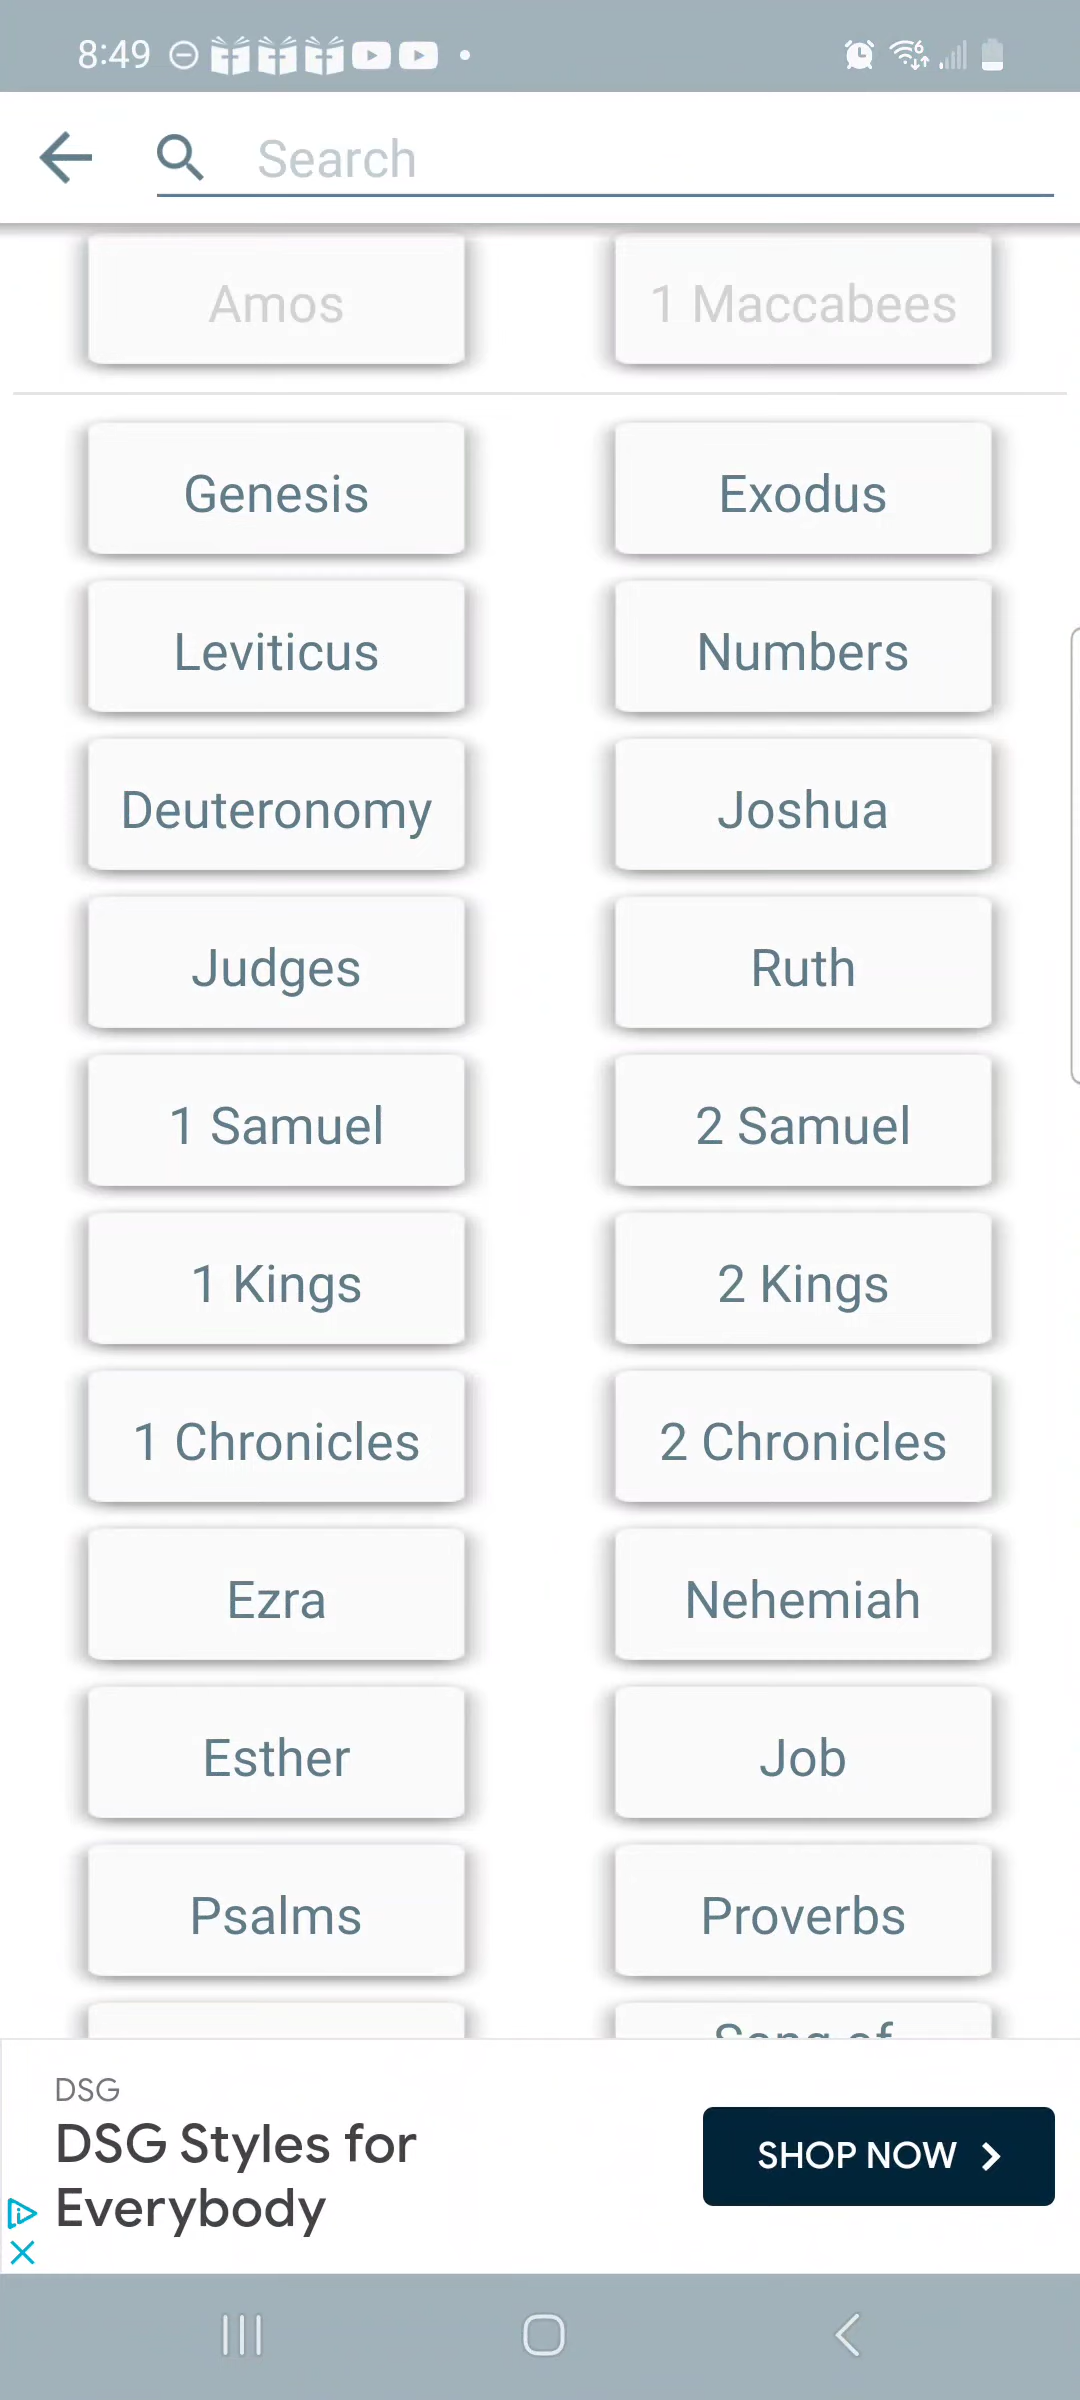 8:49
Search
Amos
1 Maccabees
Genesis
Exodus
Leviticus
Numbers
Deuteronomy
Joshua
Judges
Ruth
1 Samuel
2 Samuel
1 Kings
2 Kings
1 Chronicles
2 Chronicles
Ezra
Nehemiah
Esther
Job
Psalms
Proverbs
Song of
DSG
DSG Styles for
Everybody
SHOP NOW